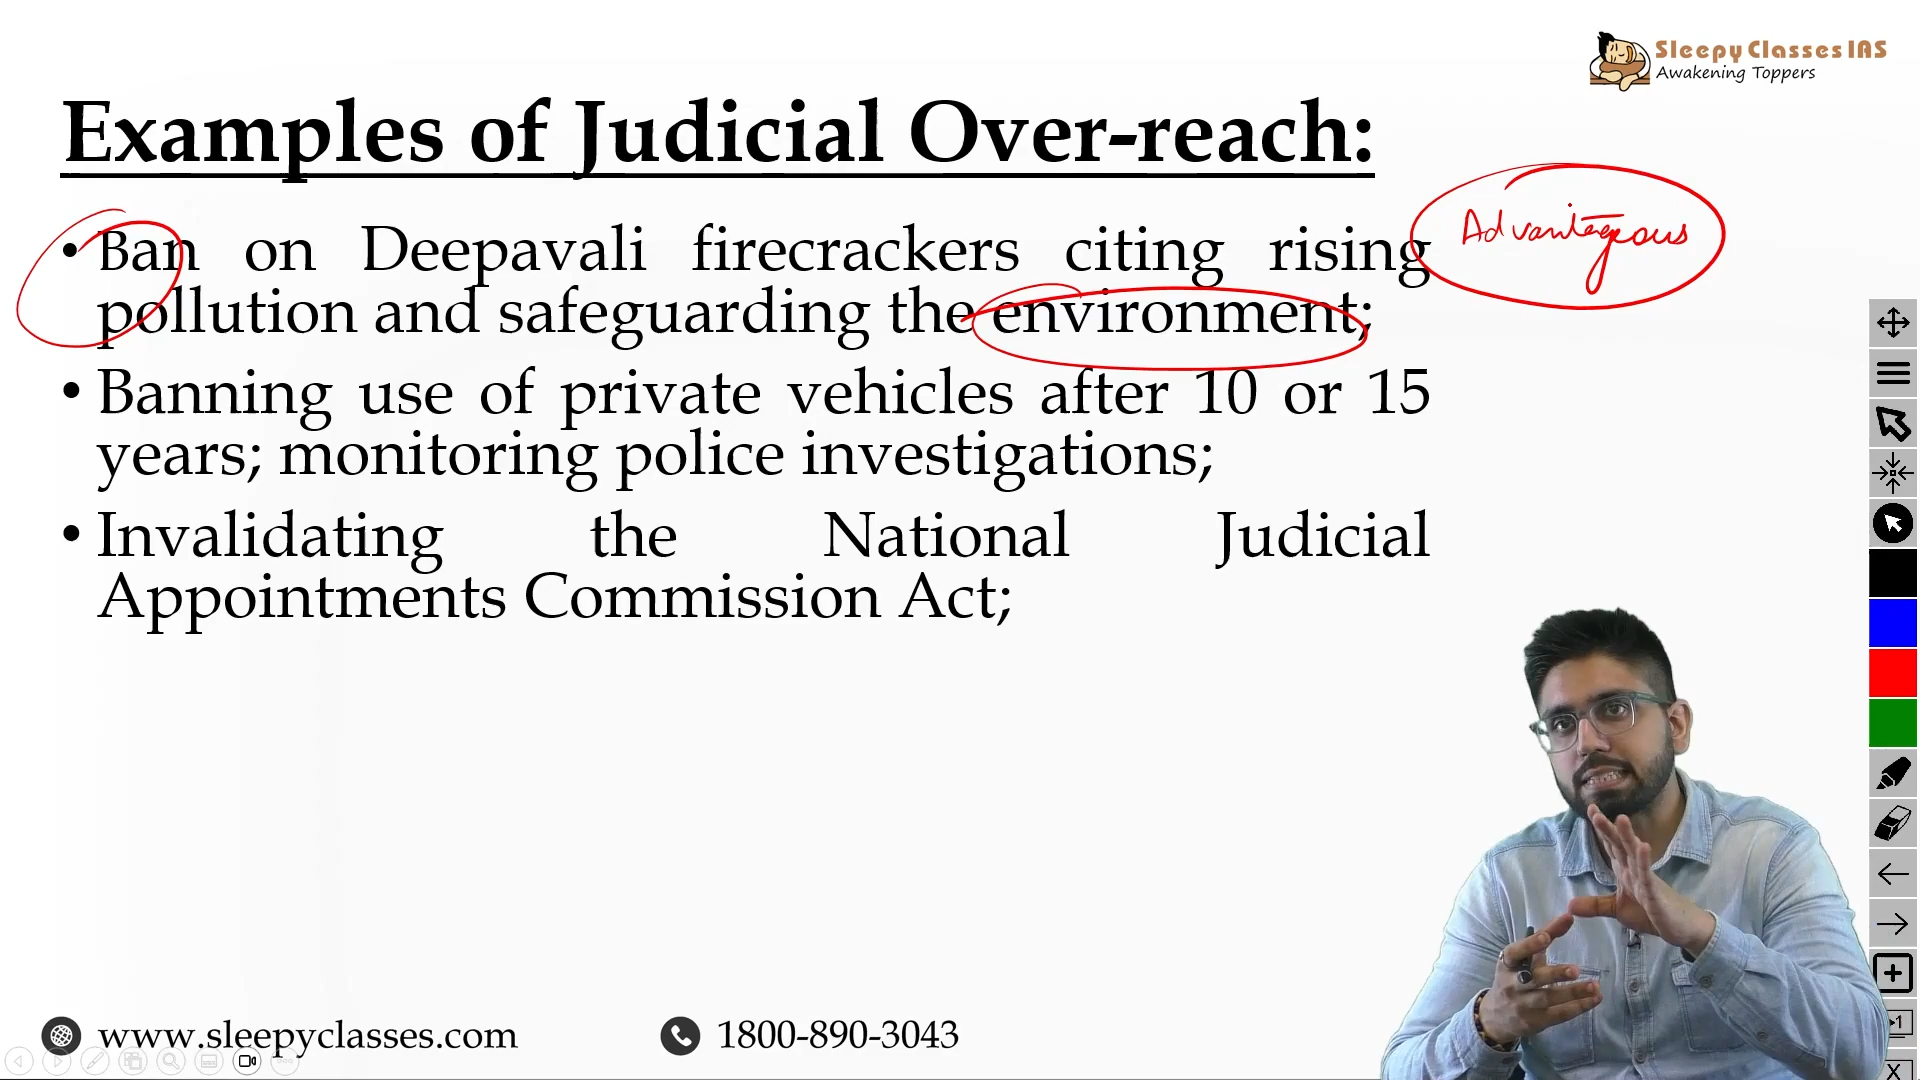 Sleepy Classes IAS
Awakening Toppers
Examples of Judicial Over-reach:
• Ban on Deepavali firecrackers citing rising
pollution and safeguarding the environment;
Advantageous
• Banning use of private vehicles after 10 or 15
years; monitoring police investigations;
• Invalidating the National Judicial
Appointments Commission Act;
www.sleepyclasses.com
1800-890-3043